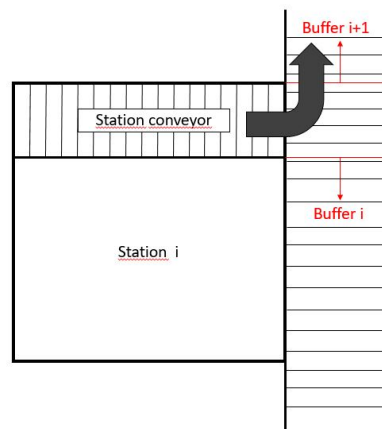 Buffer i+1
Station conveyor
Buffer i
Station i